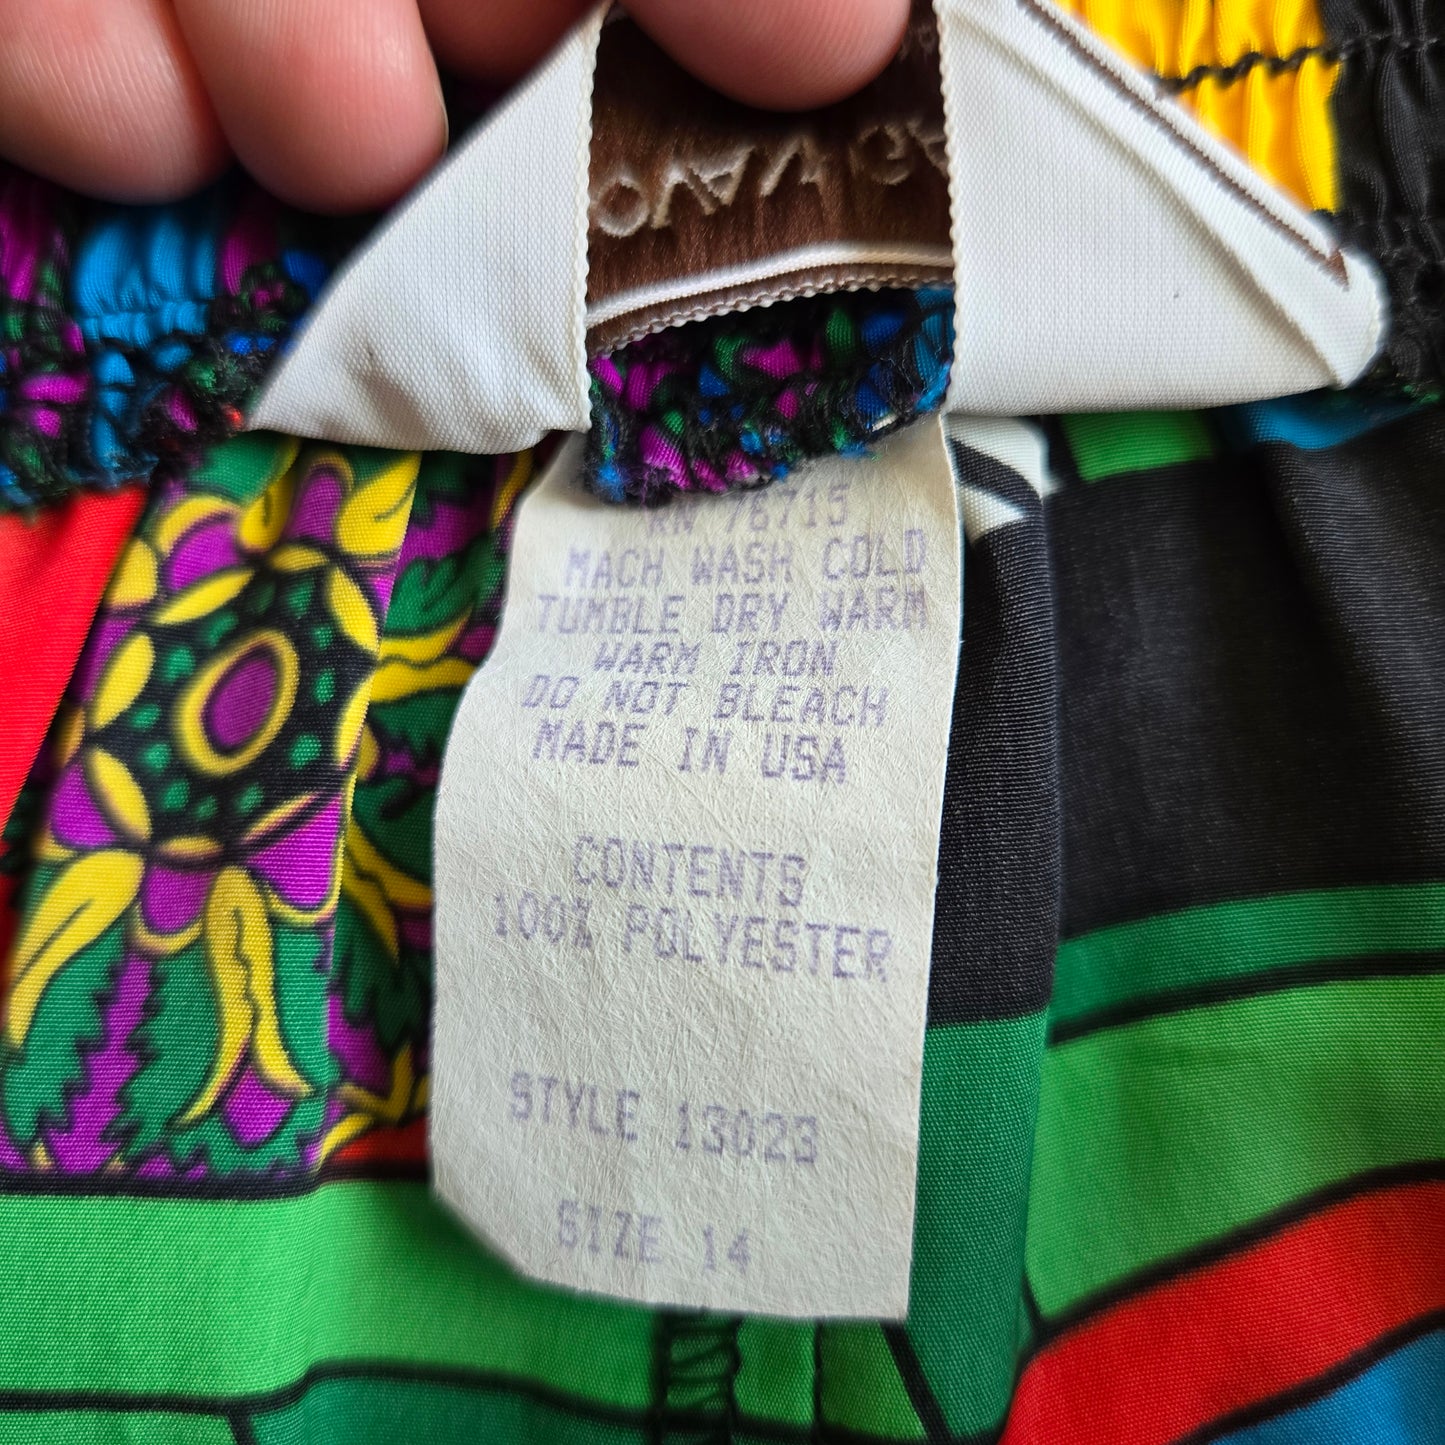 RN 76715
MACH WASH COLD
TUMBLE DRY WARM
WARM IRON
DO NOT BLEACH
MADE IN USA
CONTENTS
100% POLYESTER
STYLE 13023
SIZE 14